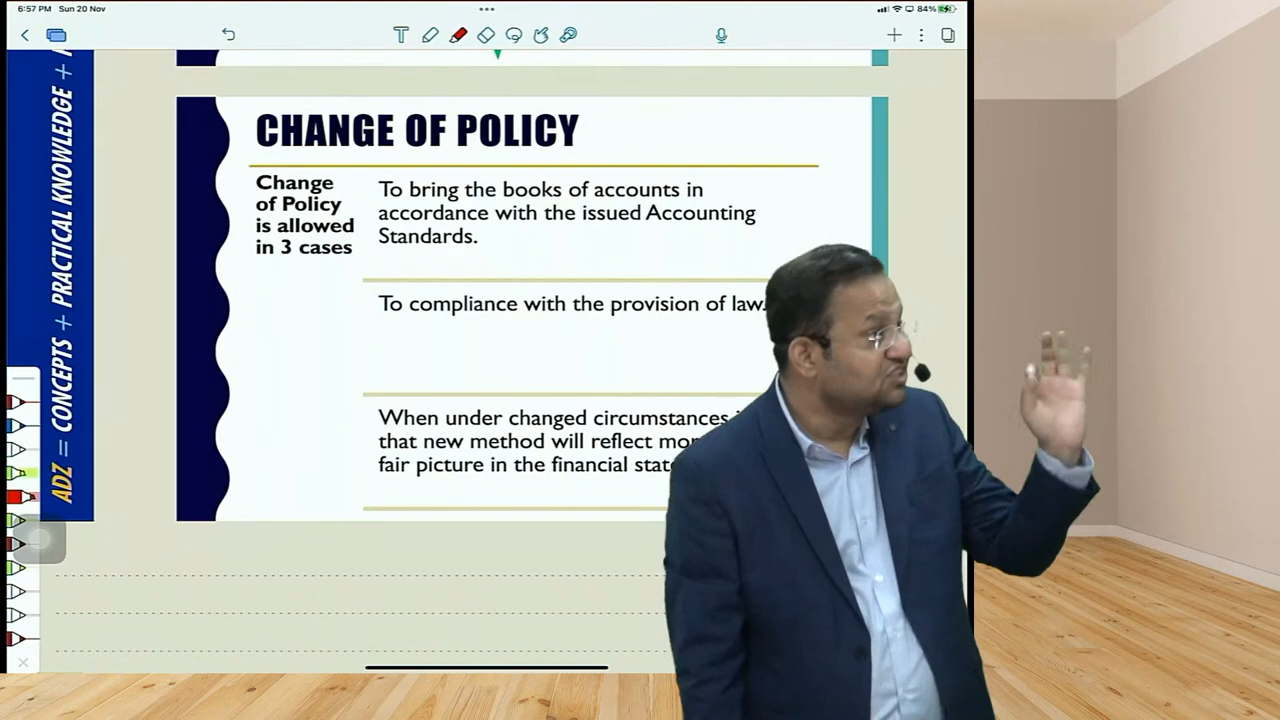 6:57 PM Sun 20 Nov
84%
ADZ = CONCEPTS + PRACTICAL KNOWLEDGE +
CHANGE OF POLICY
Change
of Policy
is allowed
in 3 cases
To bring the books of accounts in
accordance with the issued Accounting
Standards.
To compliance with the provision of law.
When under changed circumstances
that new method will reflect
fair picture in the financial